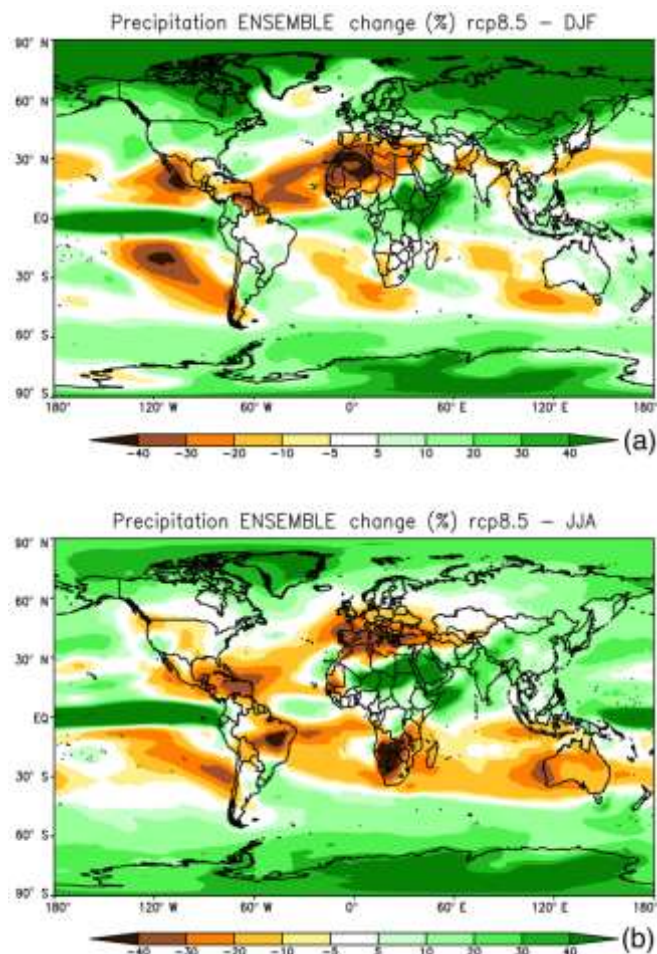 Precipitation ENSEMBLE change (%) rcp8.5 – DJF
90° N
60° N
30° N
EQ
30° S
60° S
90° S
180° 120° W 60° W 0° 60° E 120° E 180°
-40 -30 -20 -10 -5 5 10 20 30 40
(a)
Precipitation ENSEMBLE change (%) rcp8.5 – JJA
90° N
60° N
30° N
EQ
30° S
60° S
90° S
180° 120° W 60° W 0° 60° E 120° E 180°
-40 -30 -20 -10 -5 5 10 20 30 40
(b)